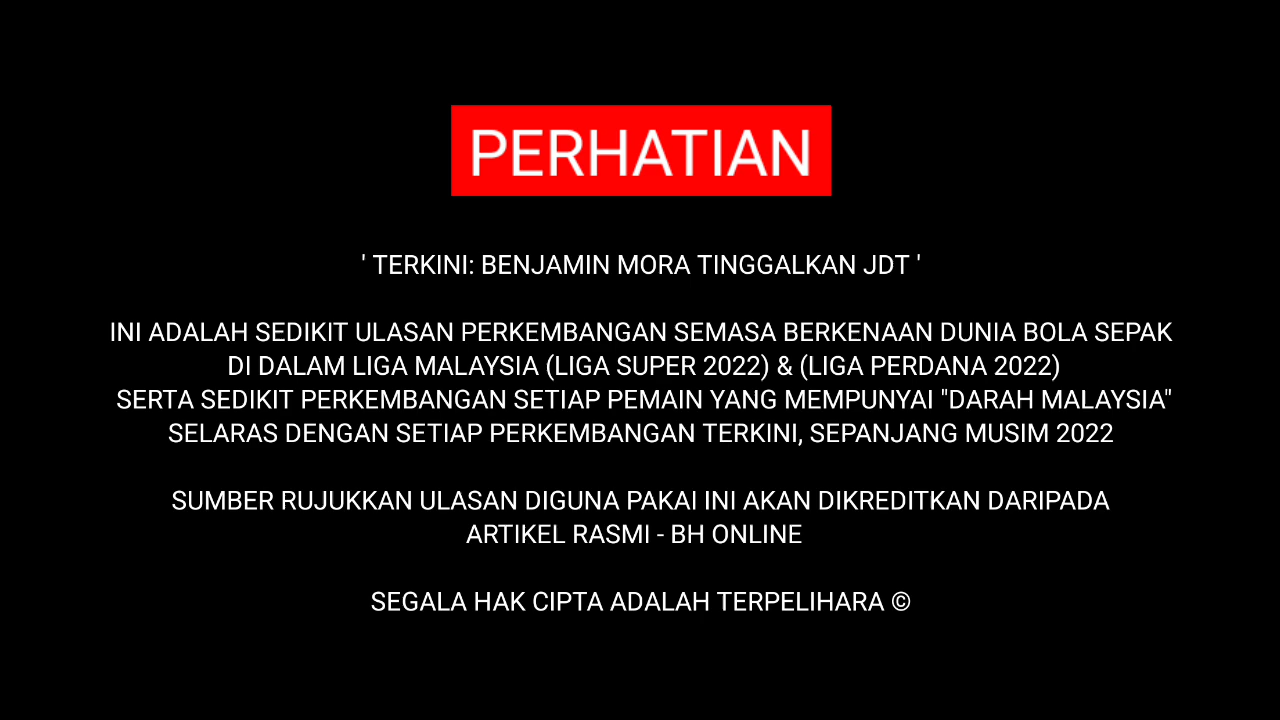 PERHATIAN
' TERKINI: BENJAMIN MORA TINGGALKAN JDT '
INI ADALAH SEDIKIT ULASAN PERKEMBANGAN SEMASA BERKENAAN DUNIA BOLA SEPAK
DI DALAM LIGA MALAYSIA (LIGA SUPER 2022) & (LIGA PERDANA 2022)
SERTA SEDIKIT PERKEMBANGAN SETIAP PEMAIN YANG MEMPUNYAI "DARAH MALAYSIA"
SELARAS DENGAN SETIAP PERKEMBANGAN TERKINI, SEPANJANG MUSIM 2022
SUMBER RUJUKKAN ULASAN DIGUNA PAKAI INI AKAN DIKREDITKAN DARIPADA
ARTIKEL RASMI - BH ONLINE
SEGALA HAK CIPTA ADALAH TERPELIHARA ©